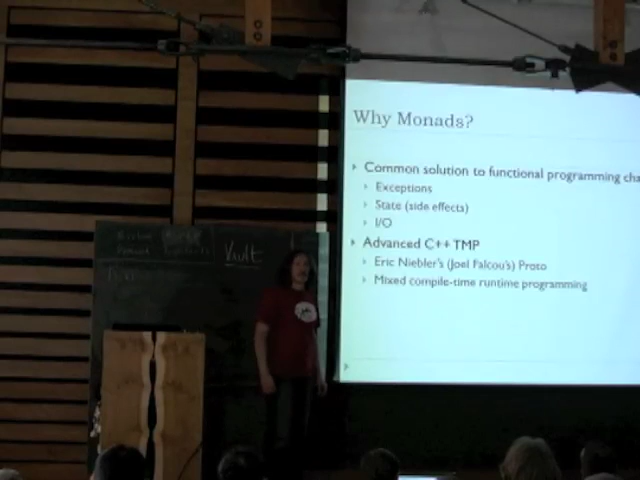 Why Monads?
Common solution to functional programming cha
Exceptions
State (side effects)
I/O
Advanced C++ TMP
Eric Niebler's (Joel Falcou's) Proto
Mixed compile-time runtime programming
Vault